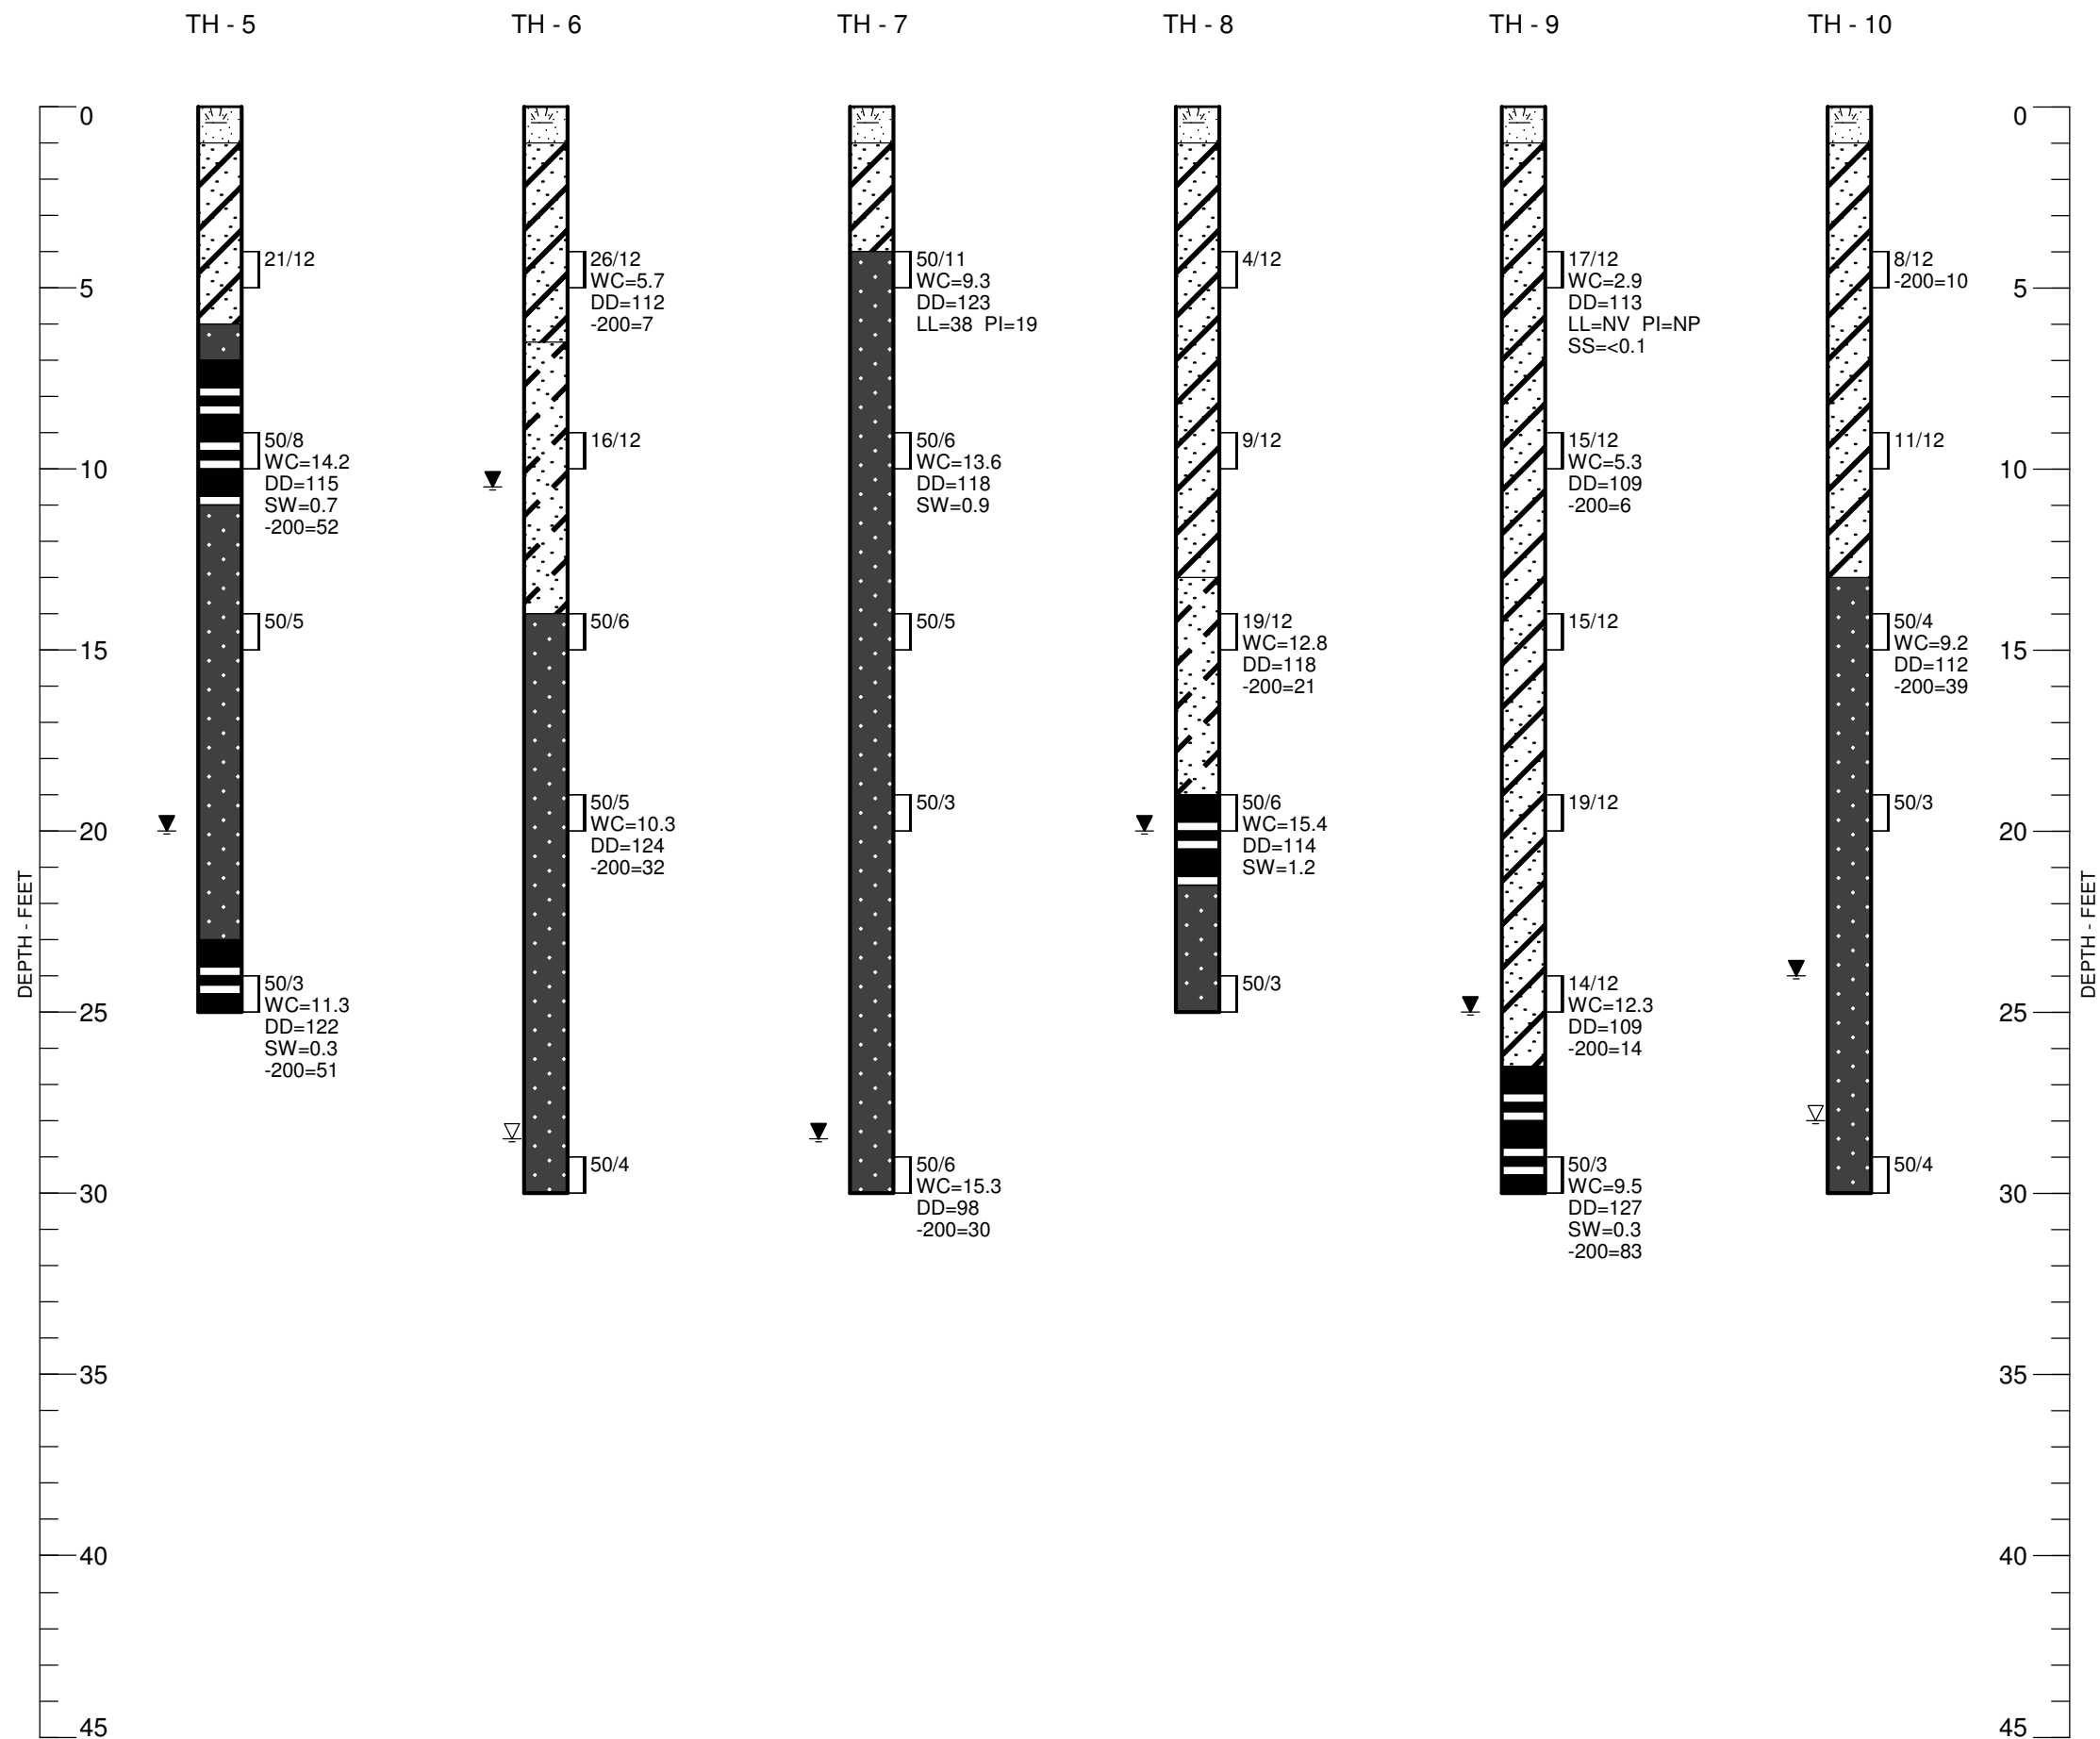 TH - 5
TH - 6
TH - 7
TH - 8
TH - 9
TH - 10
0
5
10
15
20
25
30
35
40
45
DEPTH - FEET
21/12
50/8
WC=14.2
DD=115
SW=0.7
-200=52
50/5
50/3
WC=11.3
DD=122
SW=0.3
-200=51
26/12
WC=5.7
DD=112
-200=7
16/12
50/6
50/5
WC=10.3
DD=124
-200=32
50/4
50/11
WC=9.3
DD=123
LL=38 PI=19
50/6
WC=13.6
DD=118
SW=0.9
50/5
50/3
50/6
WC=15.3
DD=98
-200=30
4/12
9/12
19/12
WC=12.8
DD=118
-200=21
50/6
WC=15.4
DD=114
SW=1.2
50/3
17/12
WC=2.9
DD=113
LL=NV PI=NP
SS=<0.1
15/12
WC=5.3
DD=109
-200=6
15/12
19/12
14/12
WC=12.3
DD=109
-200=14
50/3
WC=9.5
DD=127
SW=0.3
-200=83
8/12
-200=10
11/12
50/4
WC=9.2
DD=112
-200=39
50/3
50/4
0
5
10
15
20
25
30
35
40
45
DEPTH - FEET